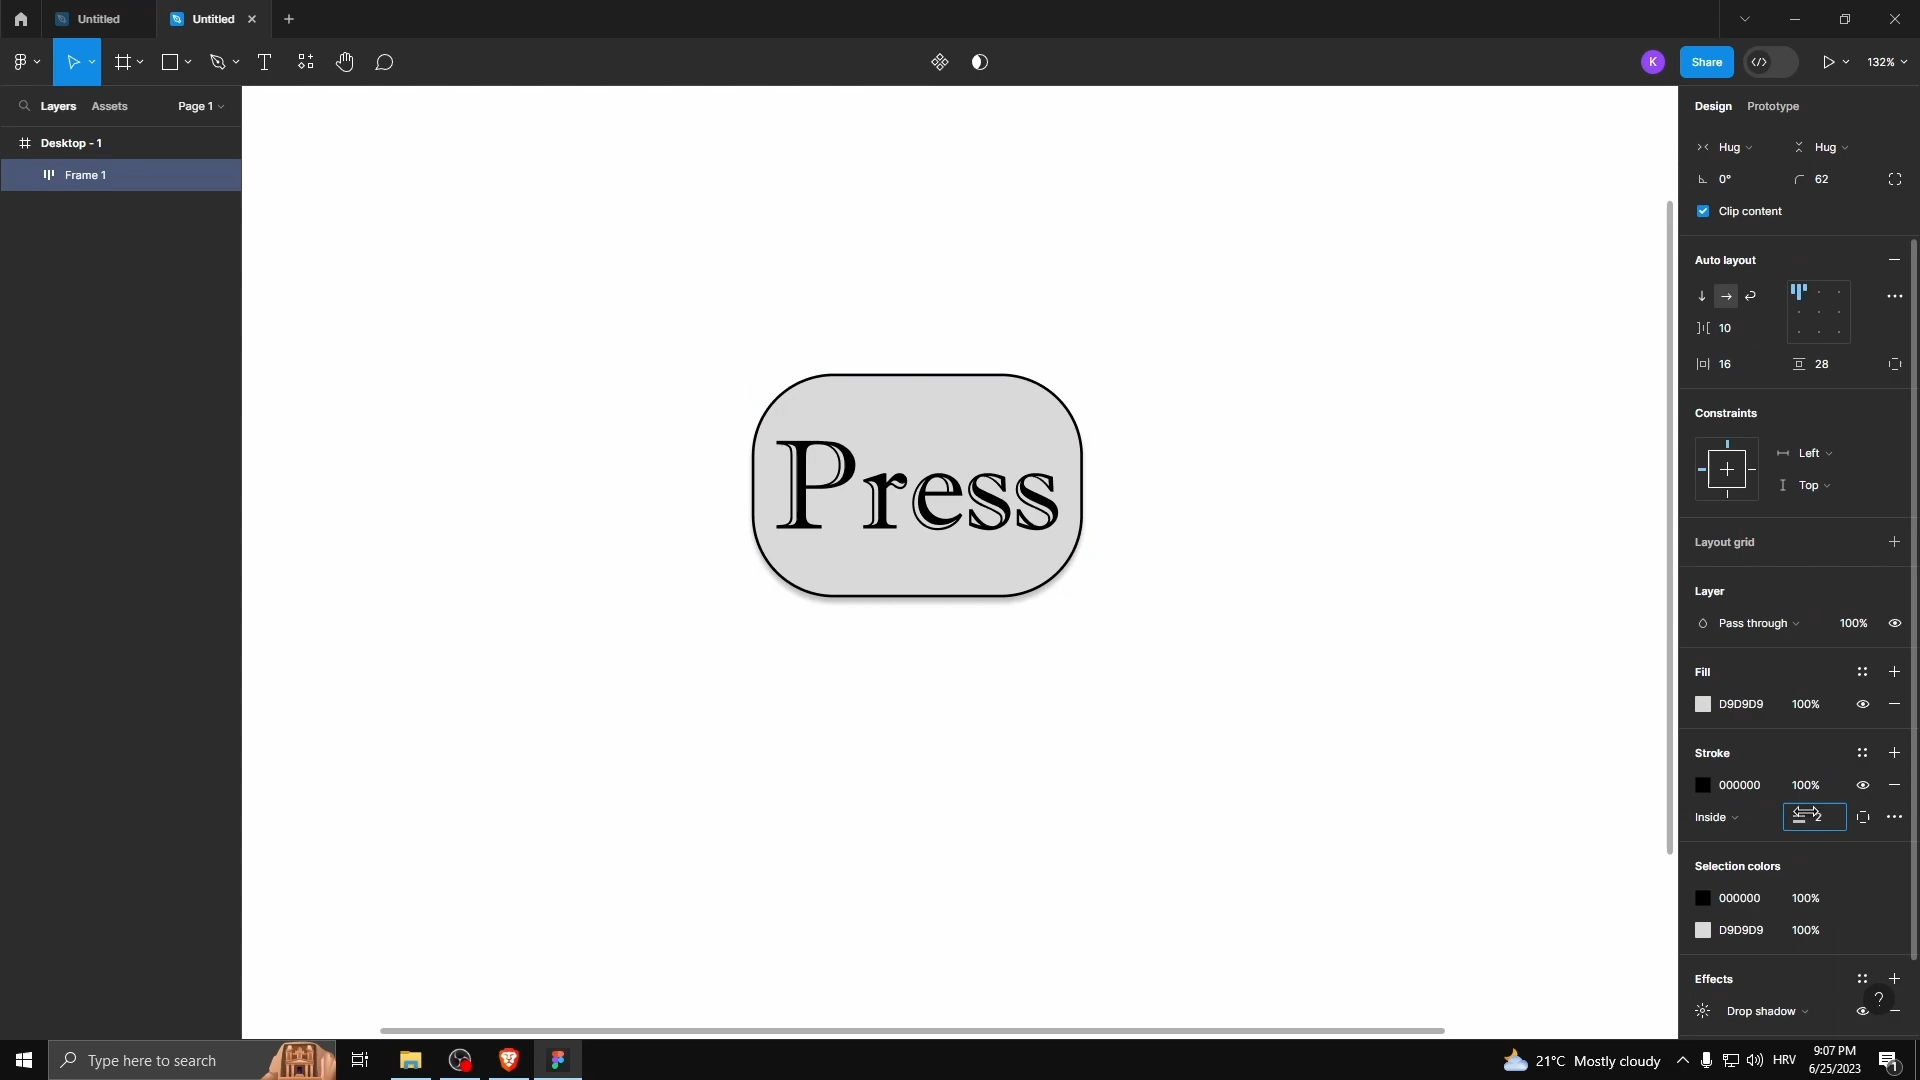 Untitled
Untitled
Share
132%
Layers
Assets
Page 1
Desktop - 1
Frame 1
Press
Design
Prototype
Hug
Hug
0°
62
Clip content
Auto layout
10
16
28
Constraints
Left
Top
Layout grid
Layer
Pass through
100%
Fill
D9D9D9
100%
Stroke
000000
100%
Inside
2
Selection colors
000000
100%
D9D9D9
100%
Effects
Drop shadow
?
K
Type here to search
21°C Mostly cloudy
HRV
9:07 PM
6/25/2023
1